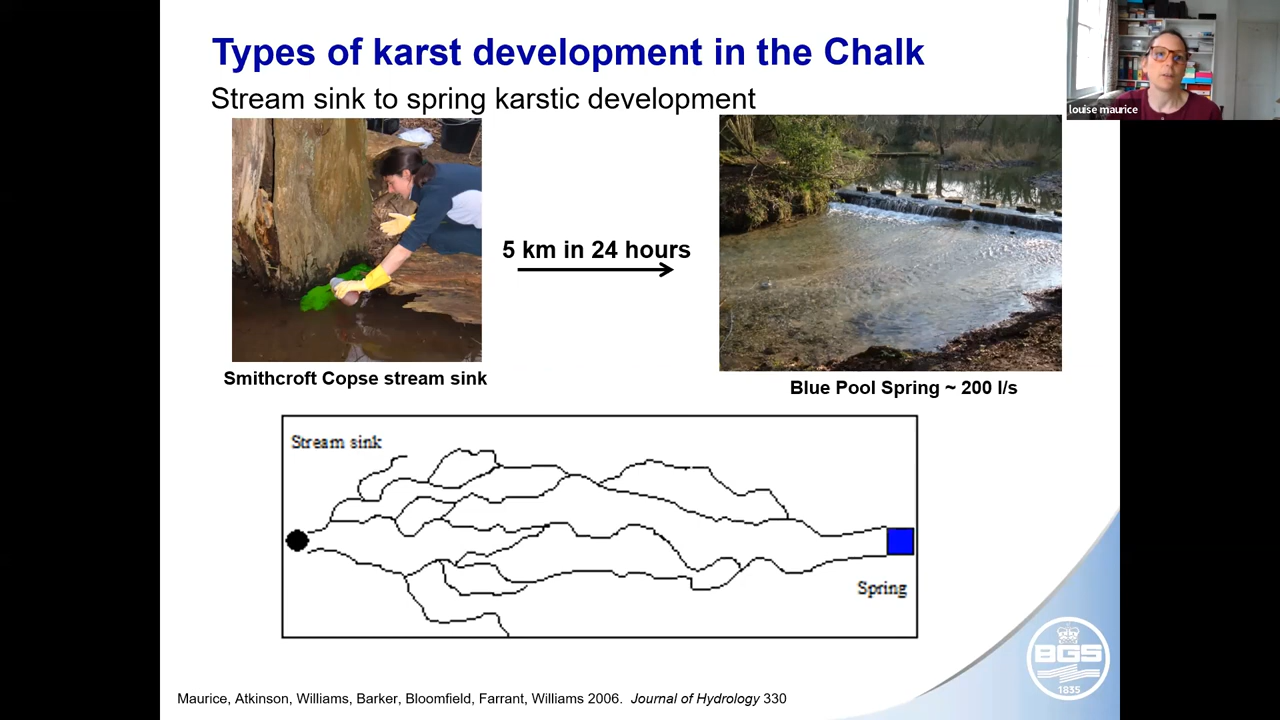 Types of karst development in the Chalk
Stream sink to spring karstic development
louise maurice
5 km in 24 hours
Smithcroft Copse stream sink
Blue Pool Spring ~ 200 l/s
Stream sink
Spring
BGS
1835
Maurice, Atkinson, Williams, Barker, Bloomfield, Farrant, Williams 2006. Journal of Hydrology 330